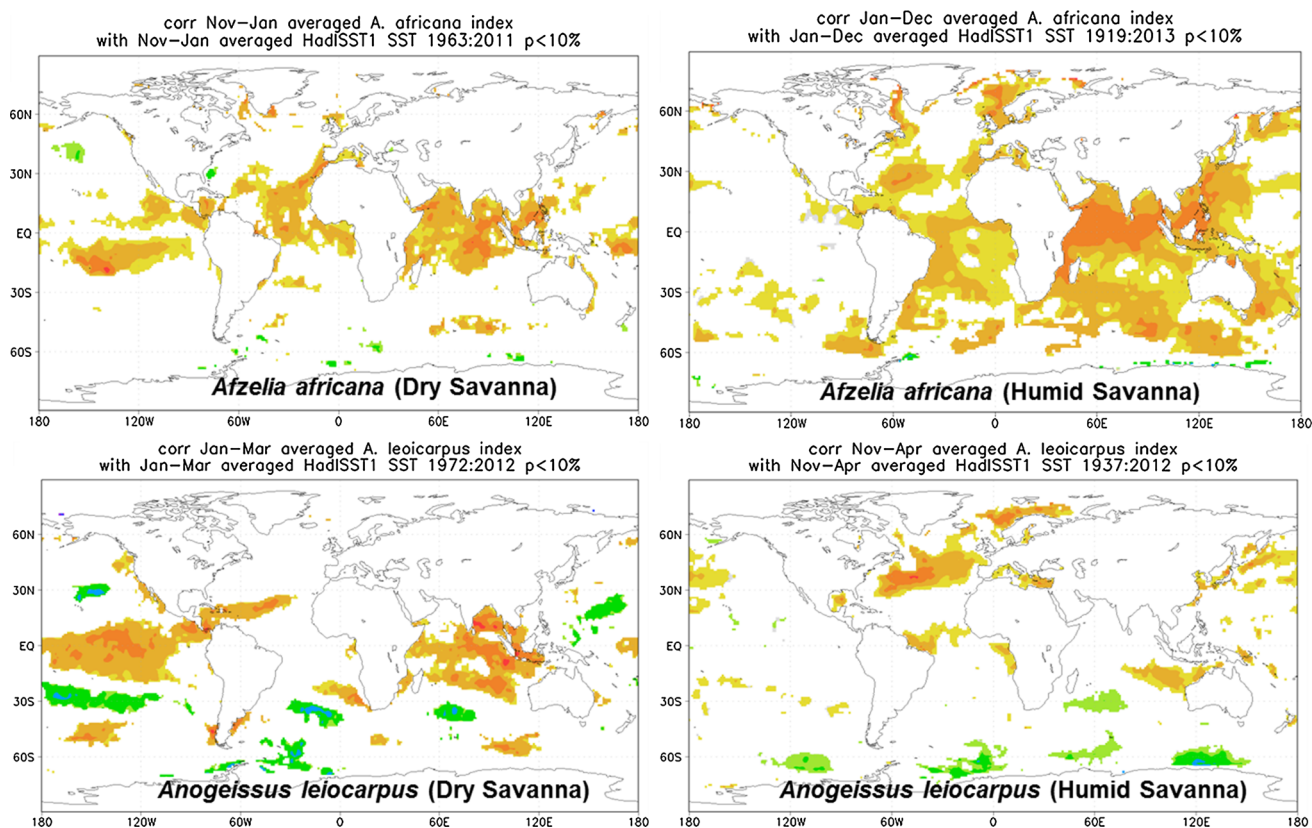 corr Nov-Jan averaged A. africana index
with Nov-Jan averaged HadISST1 SST 1963:2011 p<10%
60N
30N
EQ
30S
60S
Afzelia africana (Dry Savanna)
180 120W 60W 0 60E 120E 180
corr Jan-Dec averaged A. africana index
with Jan-Dec averaged HadISST1 SST 1919:2013 p<10%
60N
30N
EQ
30S
60S
Afzelia africana (Humid Savanna)
180 120W 60W 0 60E 120E 180
corr Jan-Mar averaged A. leoicarpus index
with Jan-Mar averaged HadISST1 SST 1972:2012 p<10%
60N
30N
EQ
30S
60S
Anogeissus leiocarpus (Dry Savanna)
180 120W 60W 0 60E 120E 180
corr Nov-Apr averaged A. leoicarpus index
with Nov-Apr averaged HadISST1 SST 1937:2012 p<10%
60N
30N
EQ
30S
60S
Anogeissus leiocarpus (Humid Savanna)
180 120W 60W 0 60E 120E 180